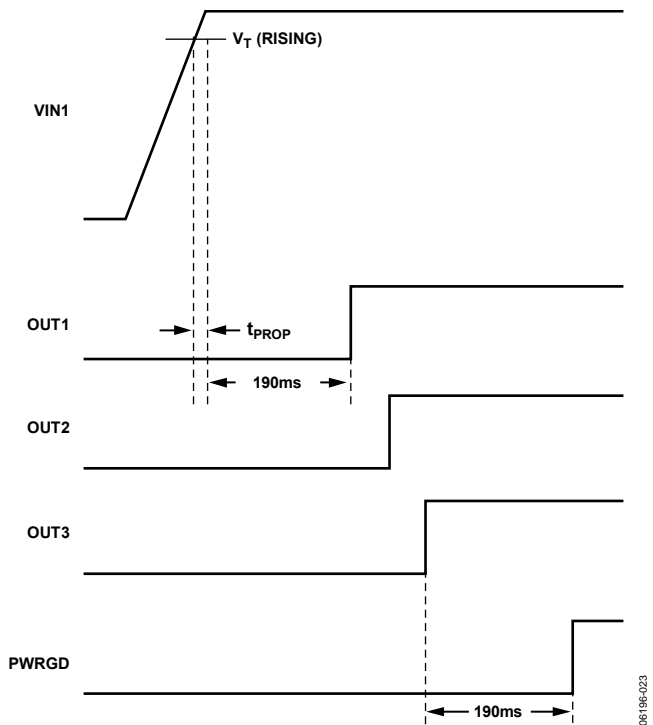 V_T (RISING)
VIN1
OUT1
t_PROP
190ms
OUT2
OUT3
PWRGD
190ms
06196-023